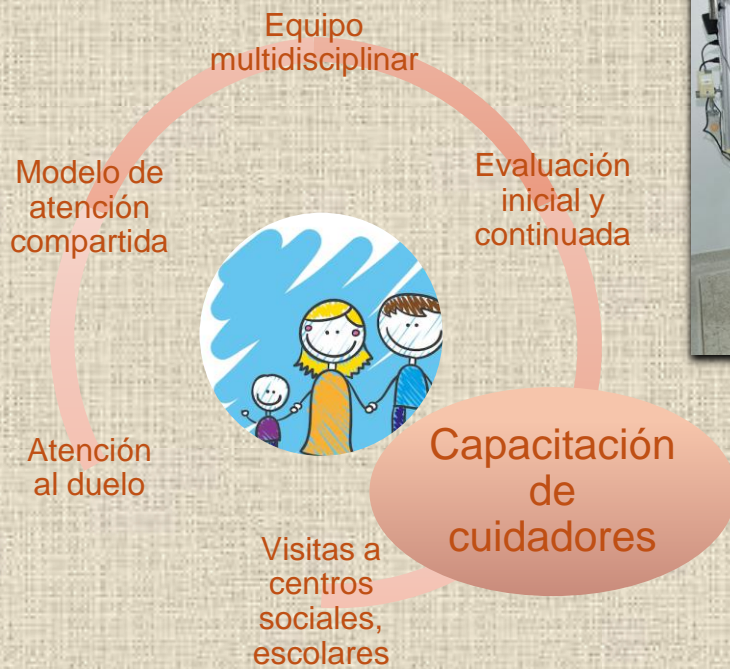 Equipo
multidisciplinar
Evaluación
inicial y
continuada
Capacitación
de
cuidadores
Visitas a
centros
sociales,
escolares
Atención
al duelo
Modelo de
atención
compartida